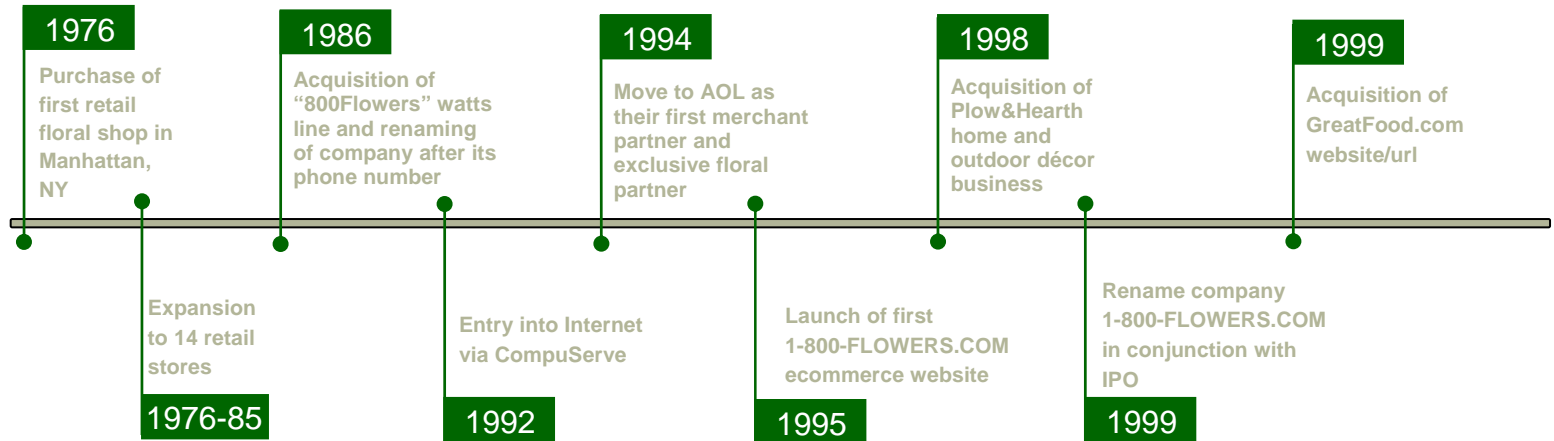 1976
Purchase of
first retail
floral shop in
Manhattan,
NY
1976-85
Expansion
to 14 retail
stores
1986
Acquisition of
“800Flowers” watts
line and renaming
of company after its
phone number
1992
Entry into Internet
via CompuServe
1994
Move to AOL as
their first merchant
partner and
exclusive floral
partner
1995
Launch of first
1-800-FLOWERS.COM
ecommerce website
1998
Acquisition of
Plow&Hearth
home and
outdoor décor
business
1999
Rename company
1-800-FLOWERS.COM
in conjunction with
IPO
1999
Acquisition of
GreatFood.com
website/url